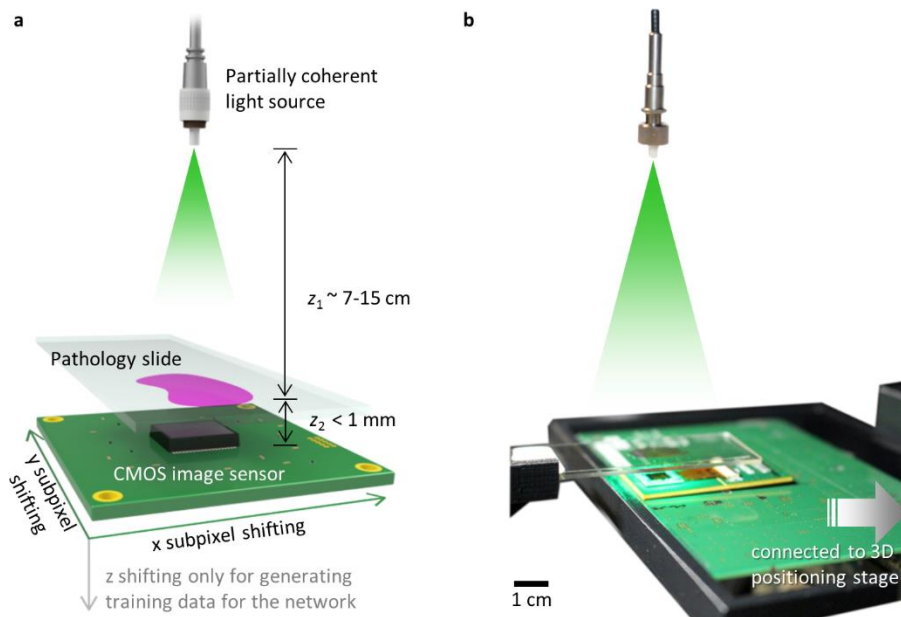 a
Partially coherent
light source
z₁ ~ 7-15 cm
Pathology slide
z₂ < 1 mm
CMOS image sensor
y subpixel
shifting
x subpixel shifting
z shifting only for generating
training data for the network
b
connected to 3D
positioning stage
1 cm